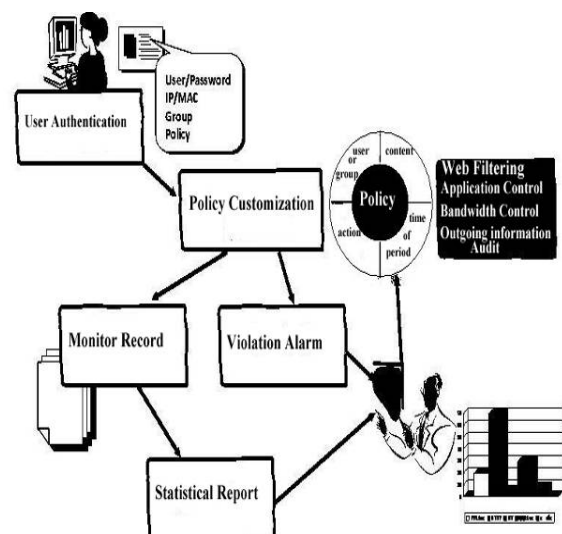 User/Password
IP/MAC
Group
Policy
User Authentication
Policy Customization
user
or
group
content
Policy
action
time
of
period
Web Filtering
Application Control
Bandwidth Control
Outgoing information
Audit
Monitor Record
Violation Alarm
Statistical Report